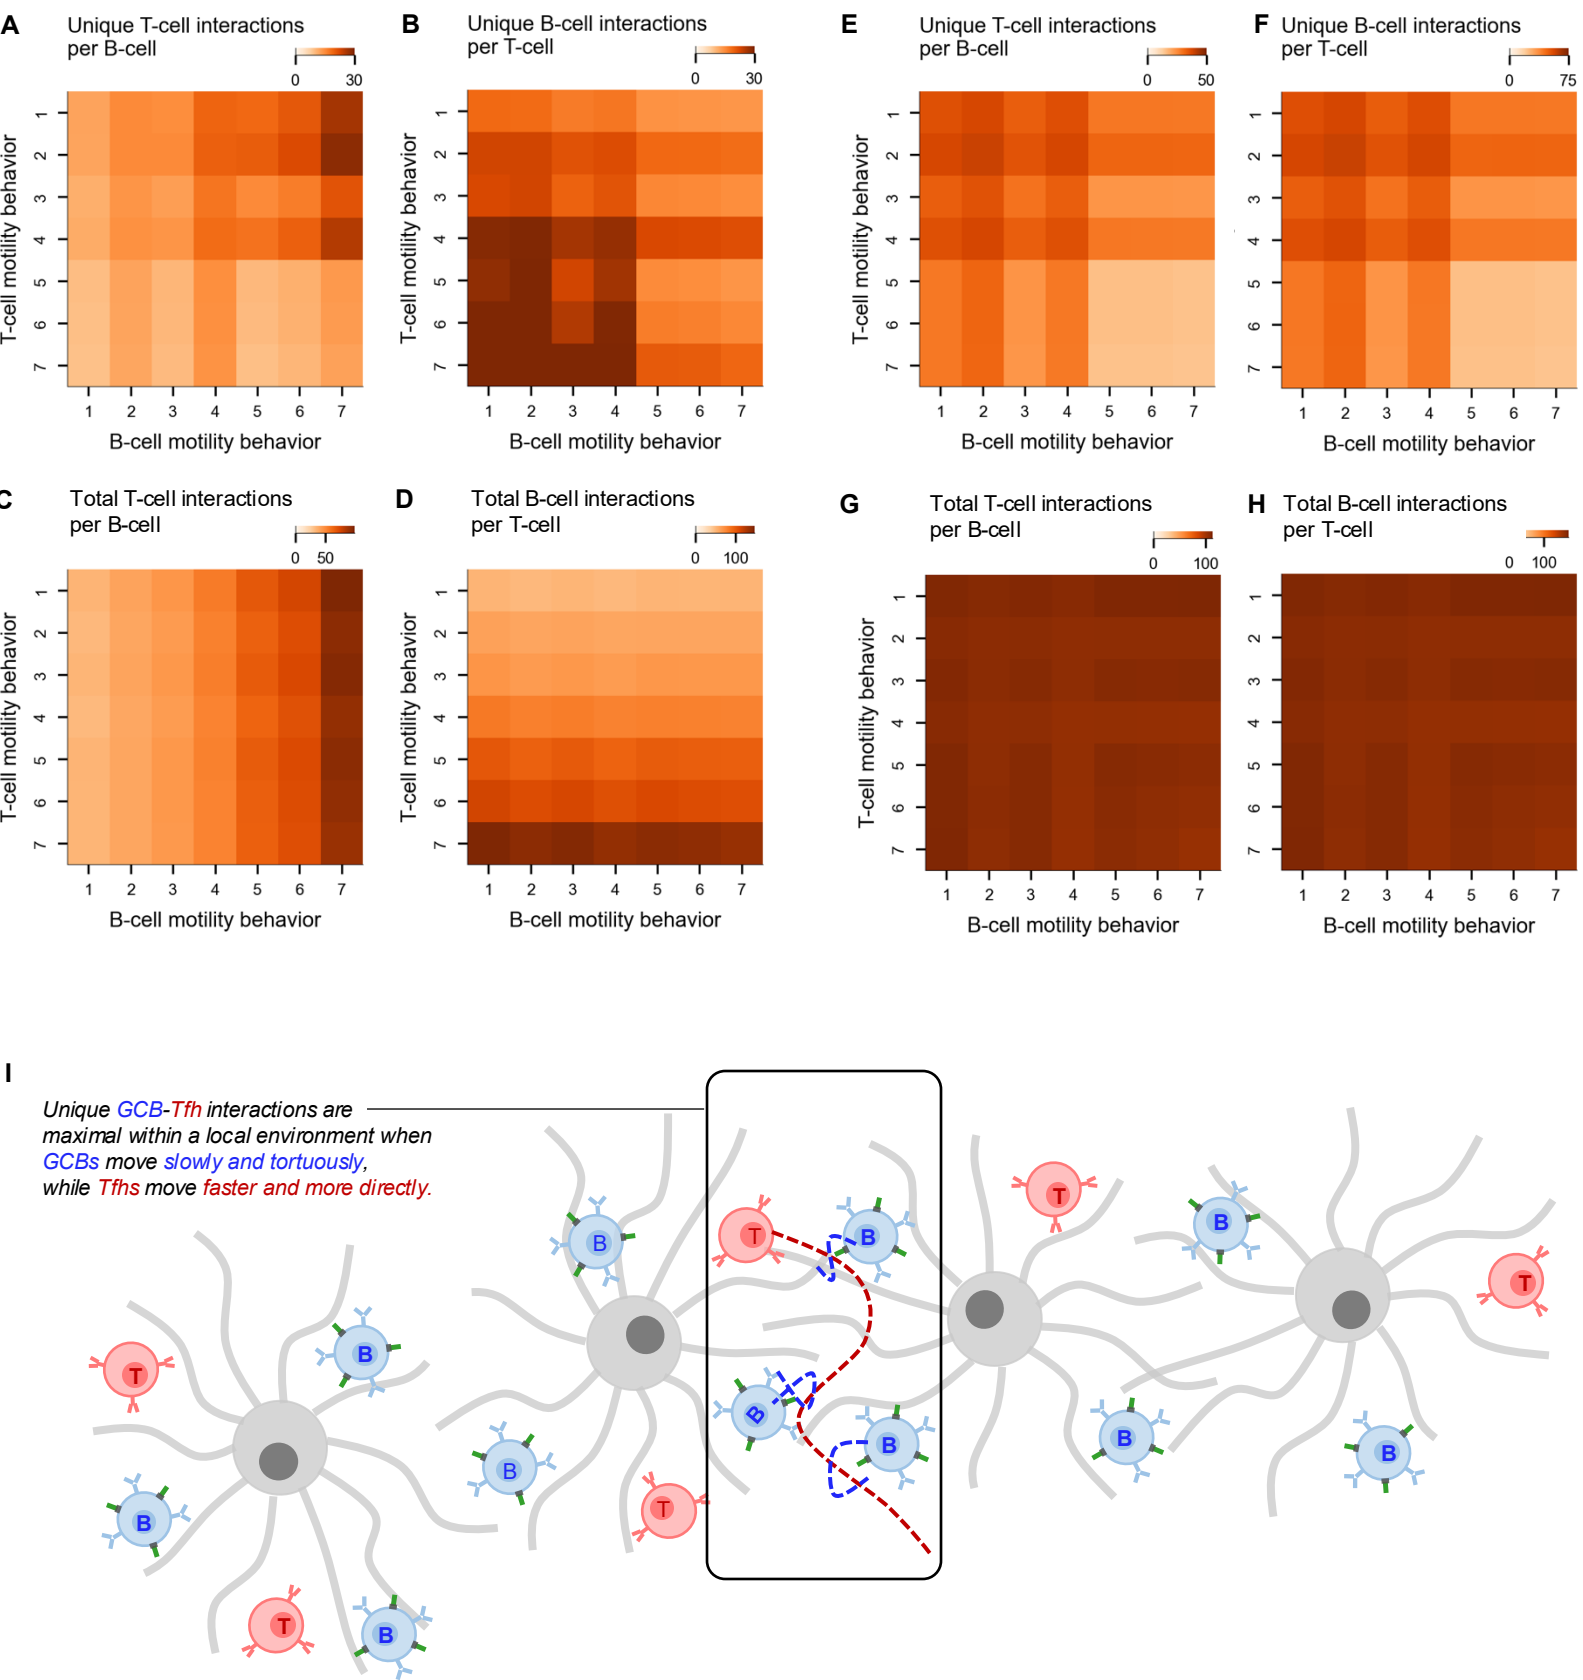 A
Unique T-cell interactions
per B-cell
0 30
T-cell motility behavior
1
2
3
4
5
6
7
1 2 3 4 5 6 7
B-cell motility behavior
B
Unique B-cell interactions
per T-cell
0 30
T-cell motility behavior
1
2
3
4
5
6
7
1 2 3 4 5 6 7
B-cell motility behavior
E
Unique T-cell interactions
per B-cell
0 50
T-cell motility behavior
1
2
3
4
5
6
7
1 2 3 4 5 6 7
B-cell motility behavior
F
Unique B-cell interactions
per T-cell
0 75
1
2
3
4
5
6
7
1 2 3 4 5 6 7
B-cell motility behavior
C
Total T-cell interactions
per B-cell
0 50
T-cell motility behavior
1
2
3
4
5
6
7
1 2 3 4 5 6 7
B-cell motility behavior
D
Total B-cell interactions
per T-cell
0 100
T-cell motility behavior
1
2
3
4
5
6
7
1 2 3 4 5 6 7
B-cell motility behavior
G
Total T-cell interactions
per B-cell
0 100
T-cell motility behavior
1
2
3
4
5
6
7
1 2 3 4 5 6 7
B-cell motility behavior
H
Total B-cell interactions
per T-cell
0 100
1
2
3
4
5
6
7
1 2 3 4 5 6 7
B-cell motility behavior
I
Unique GCB-Tfh interactions are
maximal within a local environment when
GCBs move slowly and tortuously,
while Tfhs move faster and more directly.
T
B
B
T
B
B
B
T
T
B
B
B
T
B
B
B
T